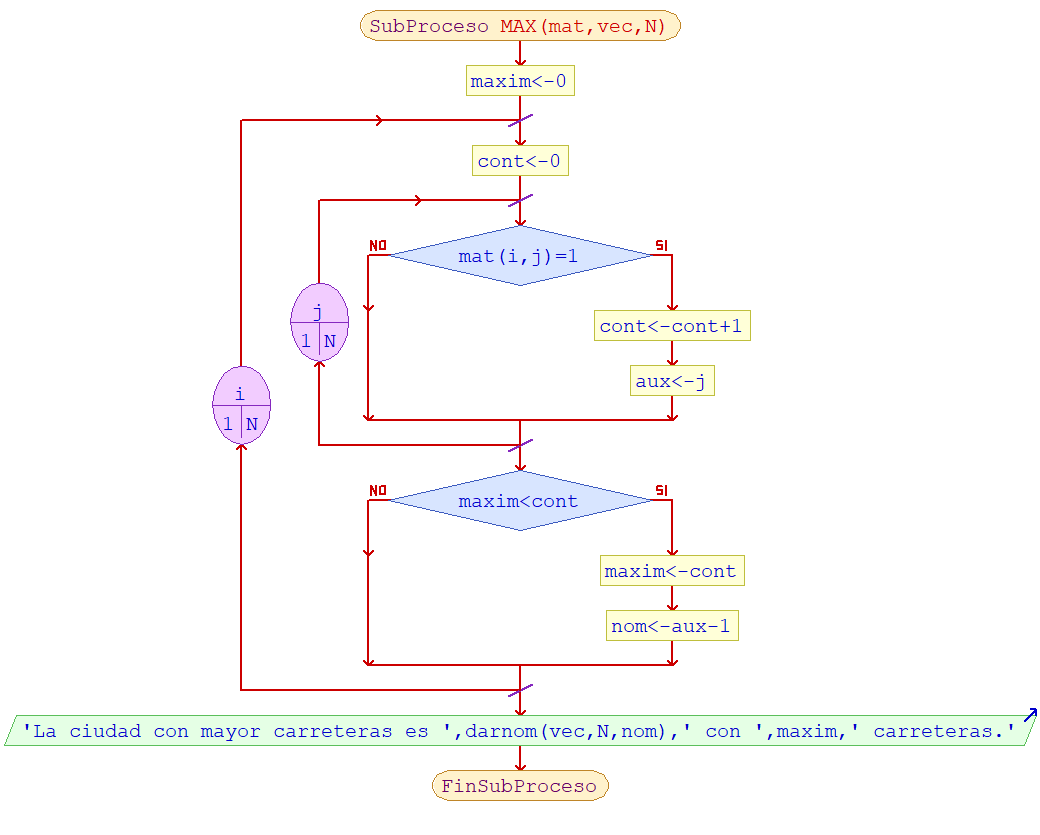 SubProceso MAX(mat,vec,N)
maxim<-0
cont<-0
NO
mat(i,j)=1
SI
j
1 N
cont<-cont+1
aux<-j
i
1 N
NO
maxim<cont
SI
maxim<-cont
nom<-aux-1
'La ciudad con mayor carreteras es ',darnom(vec,N,nom),' con ',maxim,' carreteras.'
FinSubProceso